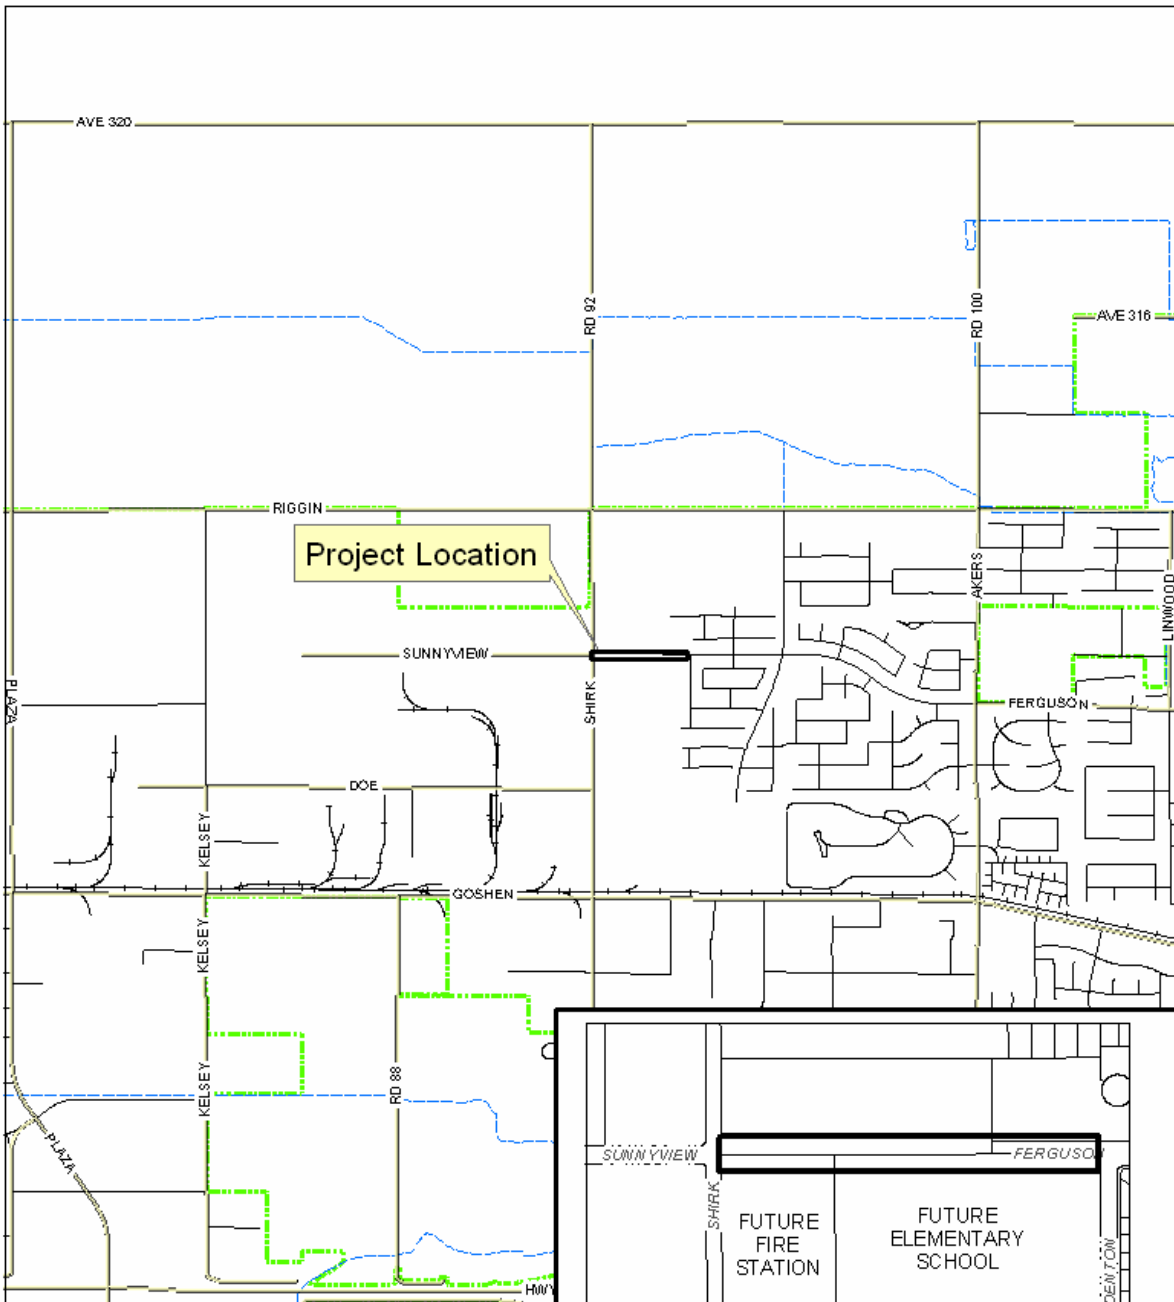 AVE 320
RD 92
RD 100
AVE 316
RIGGIN
Project Location
AKERS
LINWOOD
SUNNYVIEW
PLAZA
SHIRK
FERGUSON
DOE
KELSEY
GOSHEN
KELSEY
KELSEY
RD 88
PLAZA
SUNNYVIEW
FERGUSON
SHIRK
FUTURE
FIRE
STATION
FUTURE
ELEMENTARY
SCHOOL
DENTON
HWY